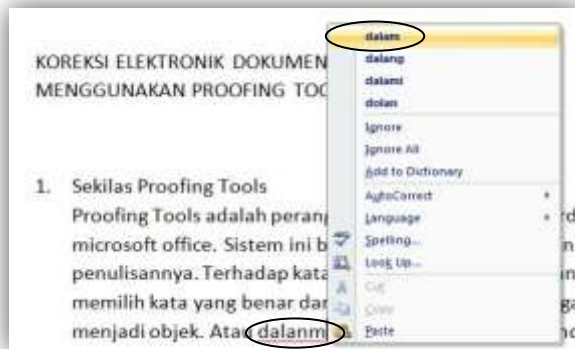 KOREKSI ELEKTRONIK DOKUMEN
MENGGUNAKAN PROOFING TOO
1. Sekilas Proofing Tools
Proofing Tools adalah perang
microsoft office. Sistem ini b
penulisannya. Terhadap kata
memilih kata yang benar dar
menjadi objek. Atau dalanm
dalam
dalang
dalami
dolan
Ignore
Ignore All
Add to Dictionary
AutoCorrect
Language
Spelling...
Look Up...
Cut
Copy
Paste